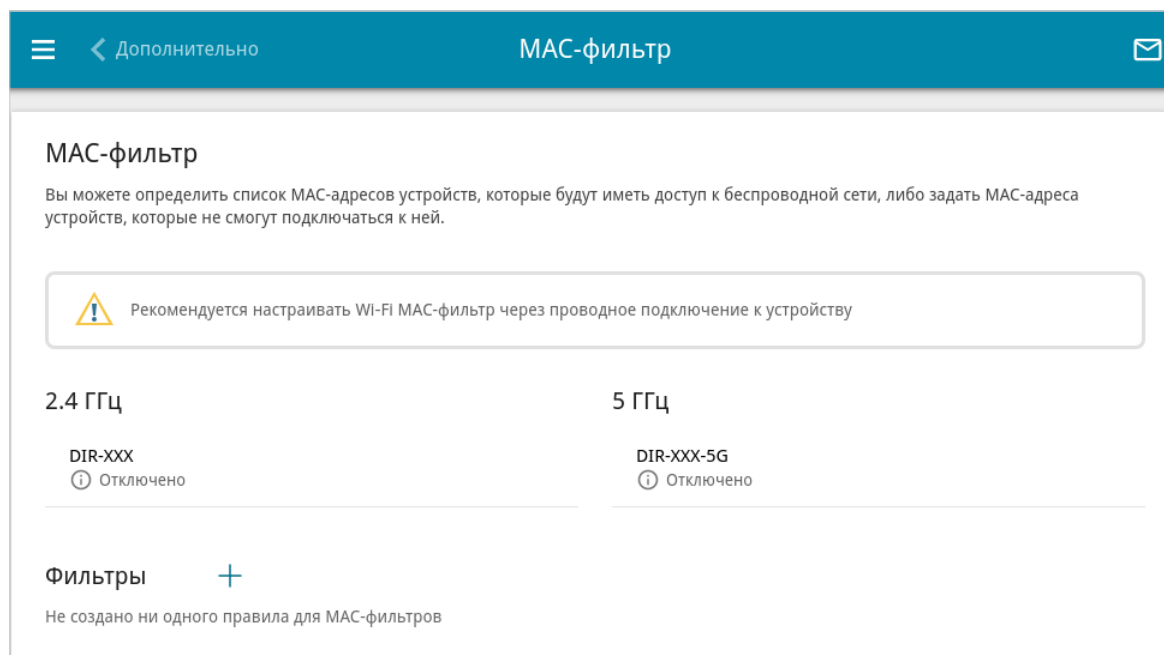 Дополнительно
MAC-фильтр
MAC-фильтр
Вы можете определить список MAC-адресов устройств, которые будут иметь доступ к беспроводной сети, либо задать MAC-адреса
устройств, которые не смогут подключаться к ней.
Рекомендуется настраивать Wi-Fi MAC-фильтр через проводное подключение к устройству
2.4 ГГц
DIR-XXX
Отключено
5 ГГц
DIR-XXX-5G
Отключено
Фильтры
Не создано ни одного правила для MAC-фильтров